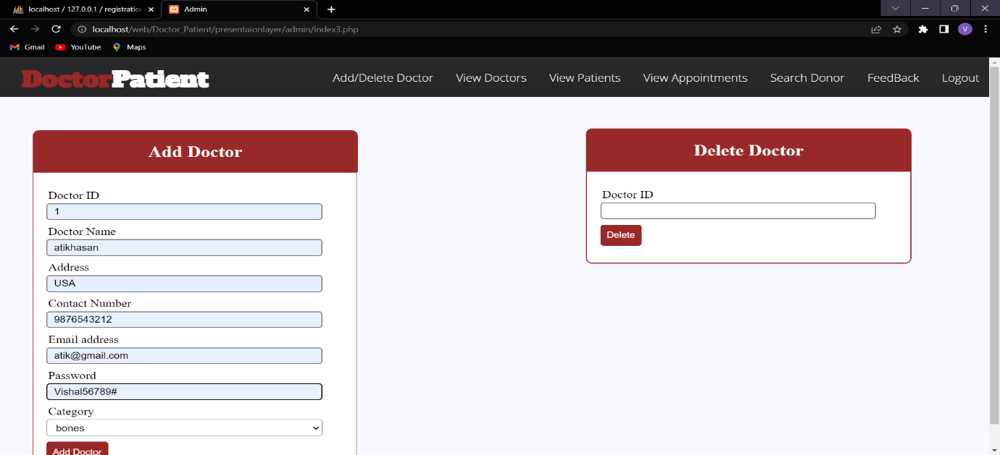 localhost / 127.0.0.1 / registration
Admin
localhost/web/Doctor_Patient/presentaionlayer/admin/index3.php
V
Gmail YouTube Maps
DoctorPatient
Add/Delete Doctor View Doctors View Patients View Appointments Search Donor FeedBack Logout
Add Doctor
Doctor ID
1
Doctor Name
atikhasan
Address
USA
Contact Number
9876543212
Email address
atik@gmail.com
Password
Vishal56789#
Category
bones
Add Doctor
Delete Doctor
Doctor ID
Delete